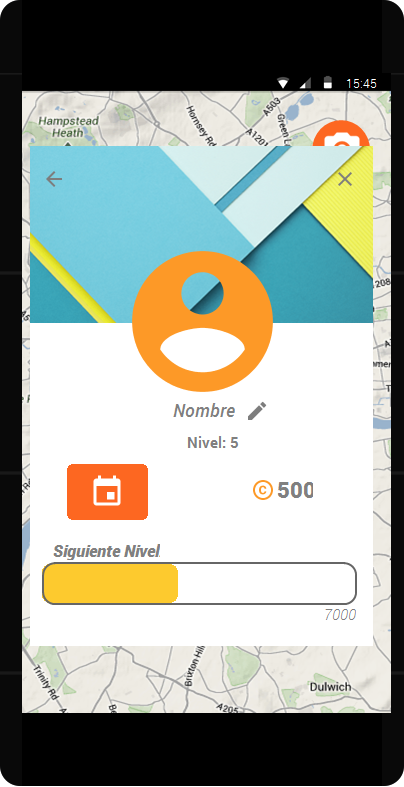 15:45
A503
Hampstead
Heath
Hornsey Rd
A1201
Green L
Nombre
Nivel: 5
C 500
Siguiente Nivel
7000
Trinity Rd
Brixton Hill
Dulwich
A205